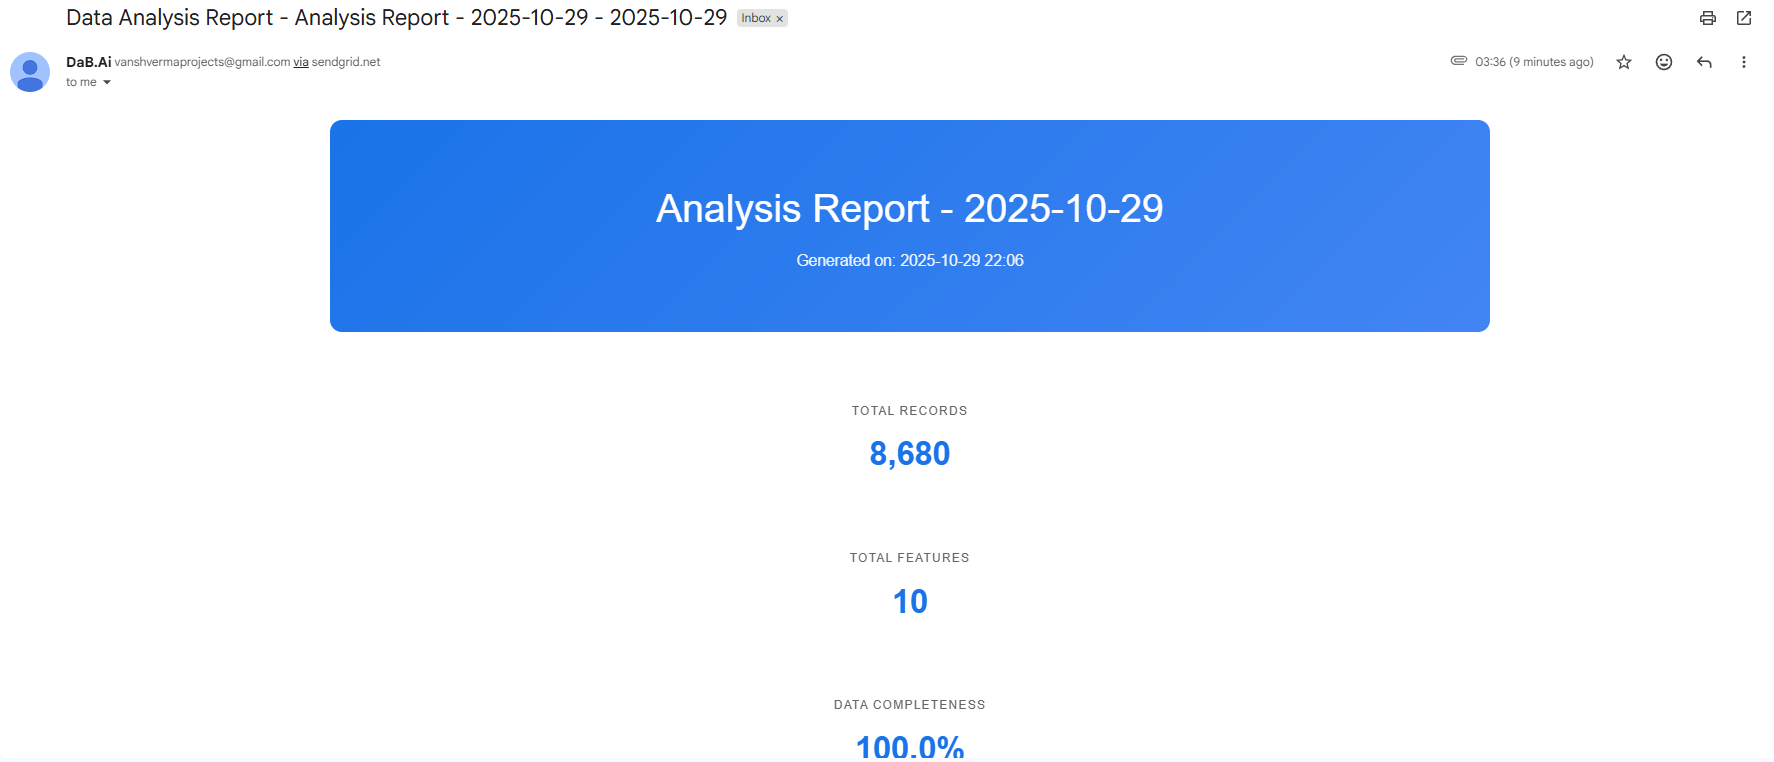 Data Analysis Report - Analysis Report - 2025-10-29 - 2025-10-29 Inbox ×
DaB.Ai vanshvermaprojects@gmail.com via sendgrid.net 03:36 (9 minutes ago)
to me
Analysis Report - 2025-10-29
Generated on: 2025-10-29 22:06
TOTAL RECORDS
8,680
TOTAL FEATURES
10
DATA COMPLETENESS
100.0%